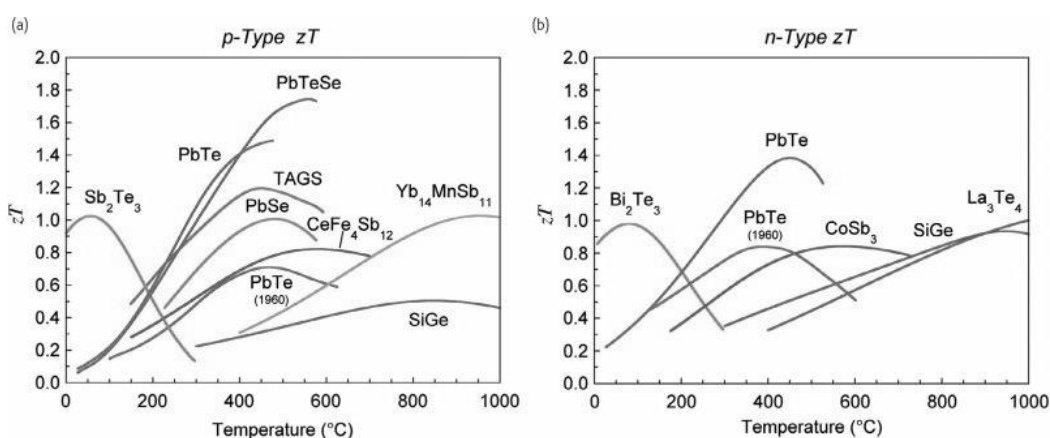 (a)
p-Type zT
2.0
1.8
1.6
1.4
1.2
1.0
0.8
0.6
0.4
0.2
0.0
zT
PbTeSe
PbTe
TAGS
Sb₂Te₃
PbSe
Yb₁₄MnSb₁₁
CeFe₄Sb₁₂
PbTe
(1960)
SiGe
0 200 400 600 800 1000
Temperature (°C)
(b)
n-Type zT
2.0
1.8
1.6
1.4
1.2
1.0
0.8
0.6
0.4
0.2
0.0
zT
PbTe
Bi₂Te₃
La₃Te₄
PbTe
(1960)
CoSb₃
SiGe
0 200 400 600 800 1000
Temperature (°C)